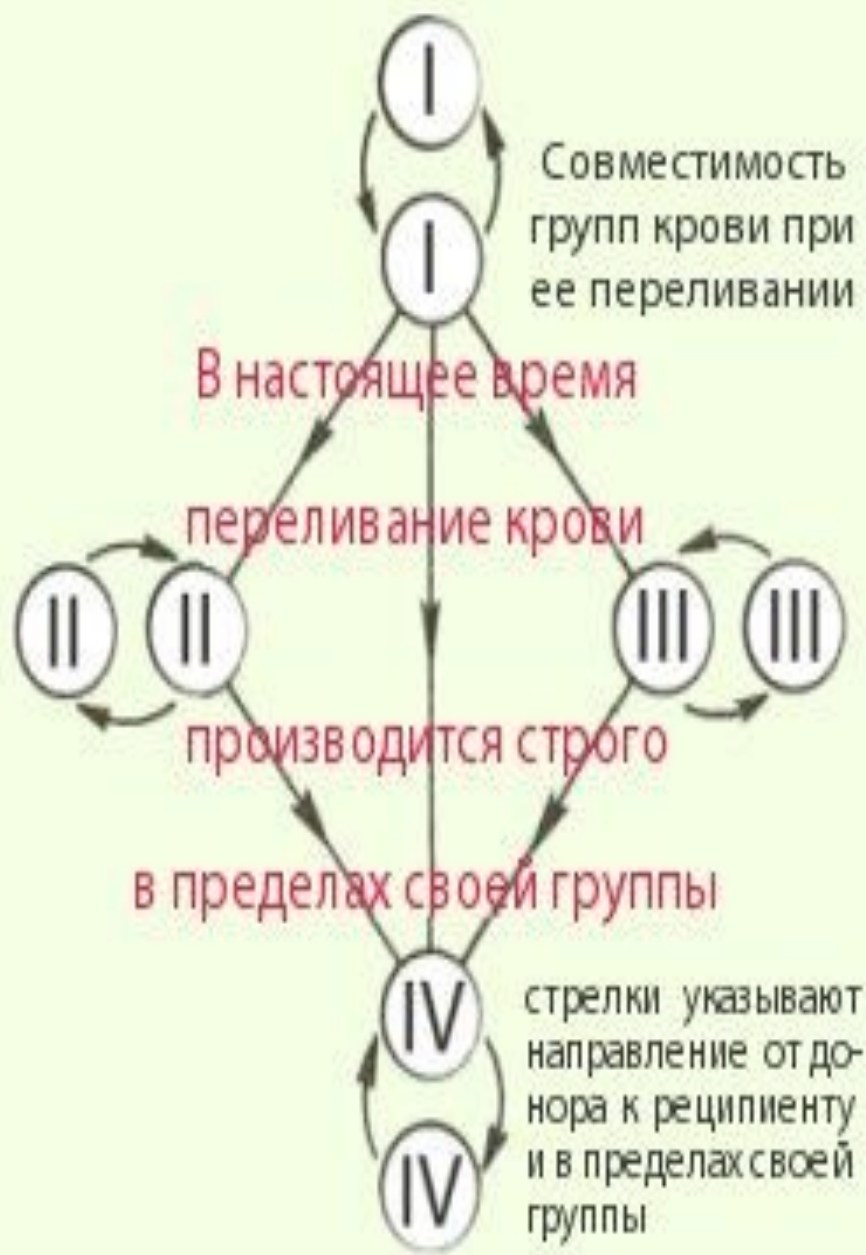 I
I
Совместимость
групп крови при
ее переливании
В настоящее время
переливание крови
II II III III
производится строго
в пределах своей группы
IV
IV
стрелки указывают
направление от до-
нора к реципиенту
и в пределах своей
группы